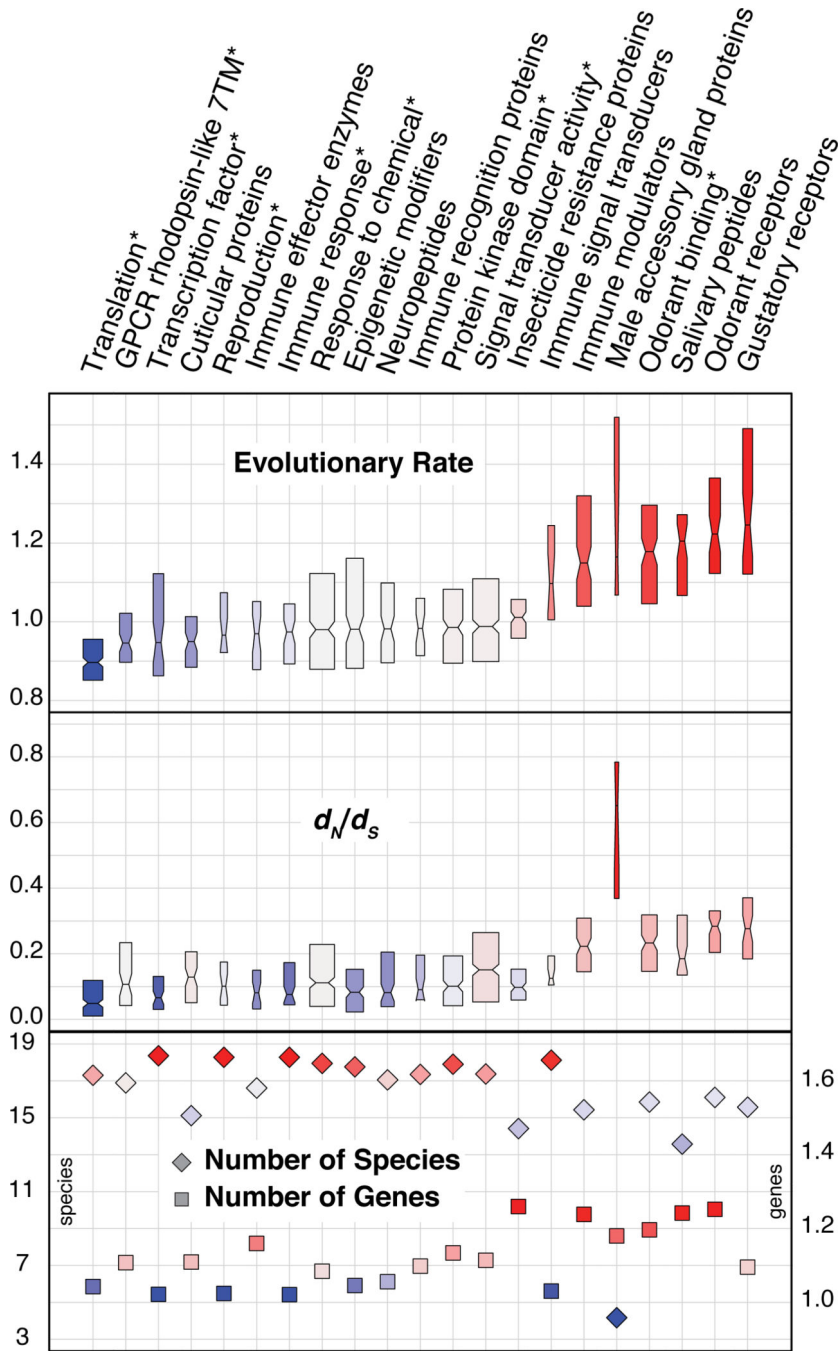 Translation*
GPCR rhodopsin-like 7TM*
Transcription factor*
Cuticular proteins
Reproduction*
Immune effector enzymes
Immune response*
Response to chemical*
Epigenetic modifiers
Neuropeptides
Immune recognition proteins
Protein kinase domain*
Signal transducer activity*
Insecticide resistance proteins
Immune signal transducers
Immune modulators
Male accessory gland proteins
Odorant binding*
Salivary peptides
Odorant receptors
Gustatory receptors
Evolutionary Rate
1.4
1.2
1.0
0.8
dN/dS
0.8
0.6
0.4
0.2
0.0
19
15
11
7
3
species
Number of Species
Number of Genes
genes
1.6
1.4
1.2
1.0